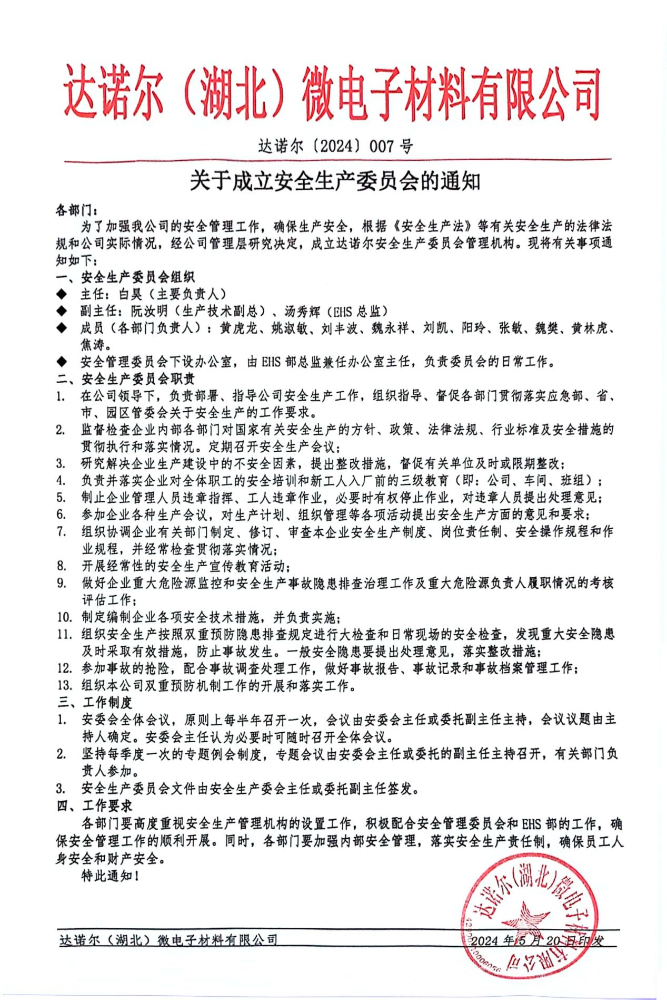 达诺尔（湖北）微电子材料有限公司
达诺尔〔2024〕007号
关于成立安全生产委员会的通知
各部门：
为了加强我公司的安全管理工作，确保生产安全，根据《安全生产法》等有关安全生产的法律法
规和公司实际情况，经公司管理层研究决定，成立达诺尔安全生产委员会管理机构。现将有关事项通
知如下：
一、安全生产委员会组织
◆ 主任：白昊（主要负责人）
◆ 副主任：阮汝明（生产技术副总）、汤秀辉（EHS 总监）
◆ 成员（各部门负责人）：黄虎龙、姚淑敏、刘丰波、魏永祥、刘凯、阳玲、张敏、魏樊、黄林虎、
焦涛。
◆ 安全管理委员会下设办公室，由 EHS 部总监兼任办公室主任，负责委员会的日常工作。
二、安全生产委员会职责
1. 在公司领导下，负责部署、指导公司安全生产工作，组织指导、督促各部门贯彻落实应急部、省、
市、园区管委会关于安全生产的工作要求。
2. 监督检查企业内部各部门对国家有关安全生产的方针、政策、法律法规、行业标准及安全措施的
贯彻执行和落实情况。定期召开安全生产会议；
3. 研究解决企业生产建设中的不安全因素，提出整改措施，督促有关单位及时或限期整改；
4. 负责并落实企业对全体职工的安全培训和新工人入厂前的三级教育（即：公司、车间、班组）；
5. 制止企业管理人员违章指挥、工人违章作业，必要时有权停止作业，对违章人员提出处理意见；
6. 参加企业各种生产会议，对生产计划、组织管理等各项活动提出安全生产方面的意见和要求；
7. 组织协调企业有关部门制定、修订、审查本企业安全生产制度、岗位责任制、安全操作规程和作
业规程，并经常检查贯彻落实情况；
8. 开展经常性的安全生产宣传教育活动；
9. 做好企业重大危险源监控和安全生产事故隐患排查治理工作及重大危险源负责人履职情况的考核
评估工作；
10. 制定编制企业各项安全技术措施，并负责实施；
11. 组织安全生产按照双重预防隐患排查规定进行大检查和日常现场的安全检查，发现重大安全隐患
及时采取有效措施，防止事故发生。一般安全隐患要提出处理意见，落实整改措施；
12. 参加事故的抢险，配合事故调查处理工作，做好事故报告、事故记录和事故档案管理工作；
13. 组织本公司双重预防机制工作的开展和落实工作。
三、工作制度
1. 安委会全体会议，原则上每半年召开一次，会议由安委会主任或委托副主任主持，会议议题由主
持人确定。安委会主任认为必要时可随时召开全体会议。
2. 坚持每季度一次的专题例会制度，专题会议由安委会主任或委托的副主任主持召开，有关部门负
责人参加。
3. 安全生产委员会文件由安全生产委会主任或委托副主任签发。
四、工作要求
各部门要高度重视安全生产管理机构的设置工作，积极配合安全管理委员会和 EHS 部的工作，确
保安全管理工作的顺利开展。同时，各部门要加强内部安全管理，落实安全生产责任制，确保员工人
身安全和财产安全。
特此通知！
达诺尔（湖北）微电子材料有限公司
达诺尔（湖北）微电子材料有限公司 2024 年 5 月 20 日印发